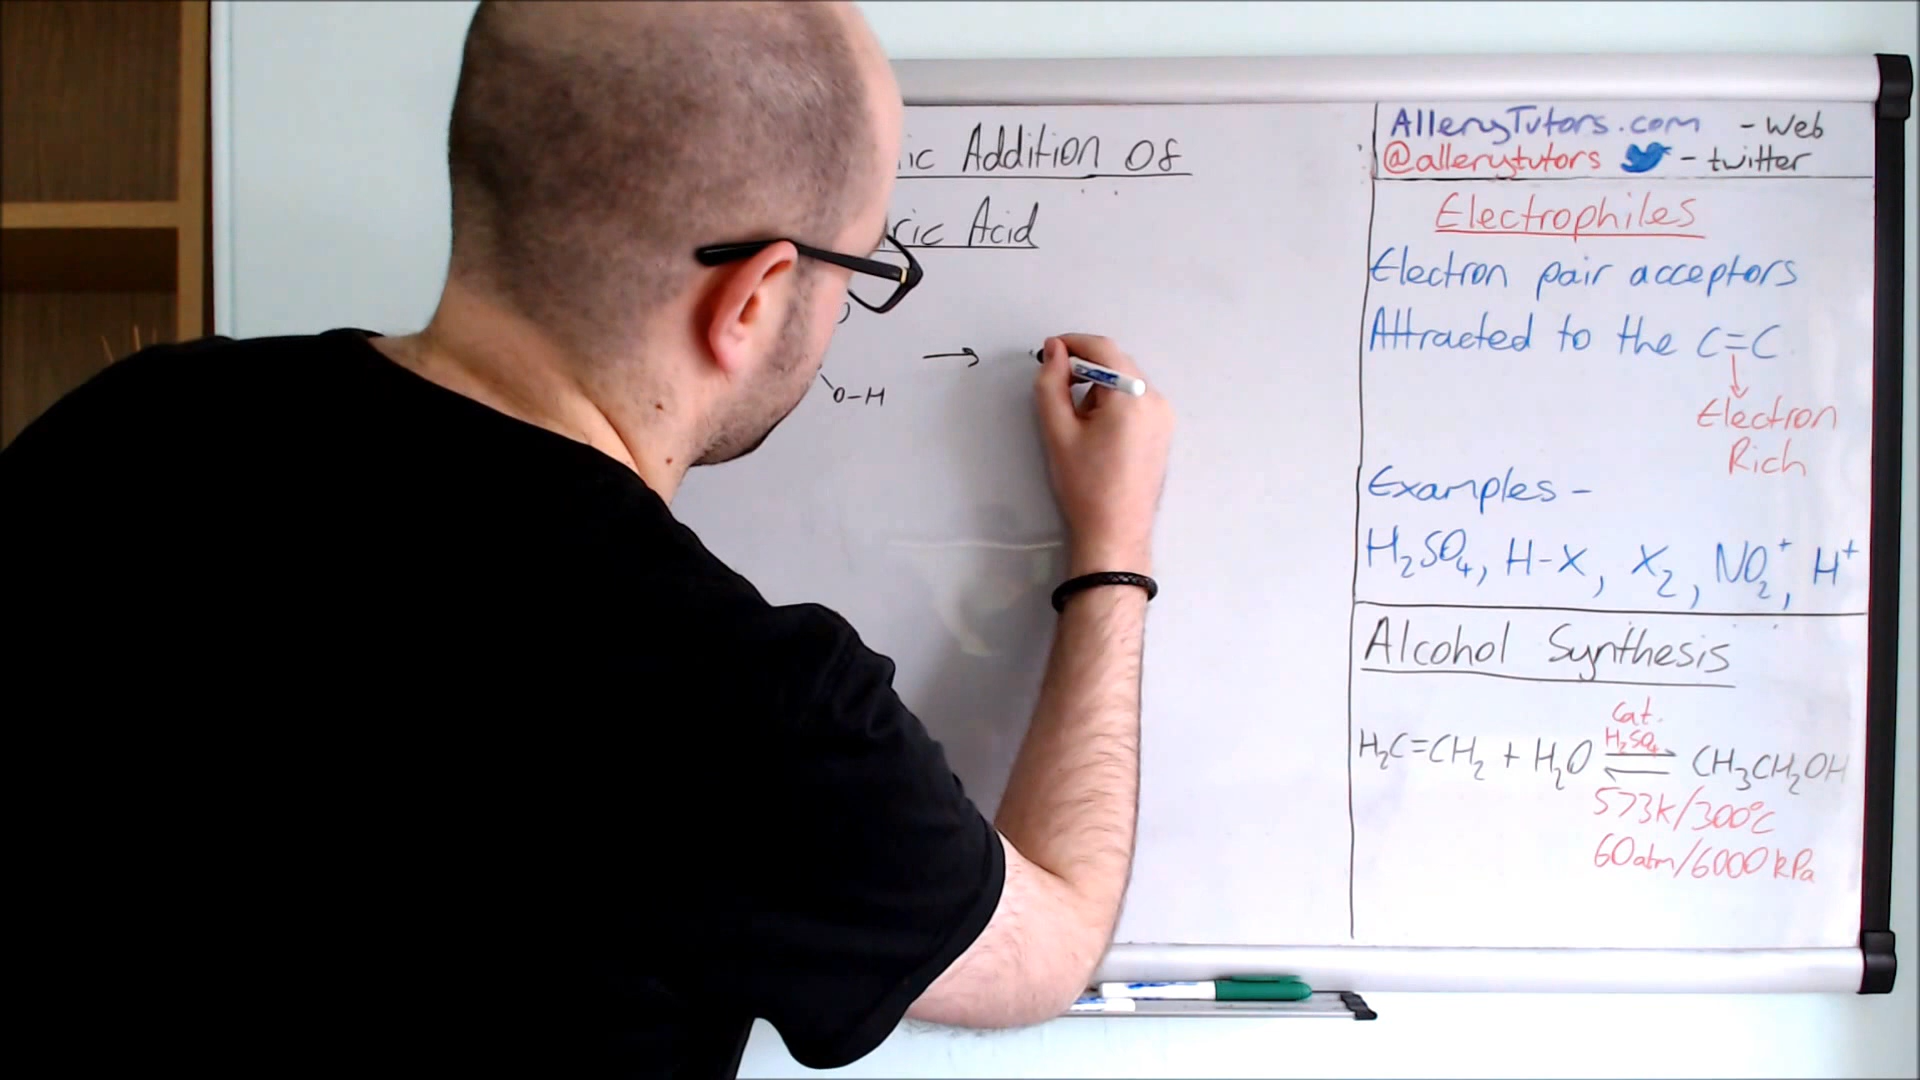 ic Addition Of
ric Acid
O-H
→
AlleryTutors.com - Web
@allerytutors - twitter
Electrophiles
Electron pair acceptors
Attracted to the C=C
Electron
Rich
Examples -
H₂SO₄, H-X, X₂, NO₂⁺, H⁺
Alcohol Synthesis
Cat.
H₂SO₄
H₂C=CH₂ + H₂O ⇌ CH₃CH₂OH
573K/300°C
60atm/6000kPa